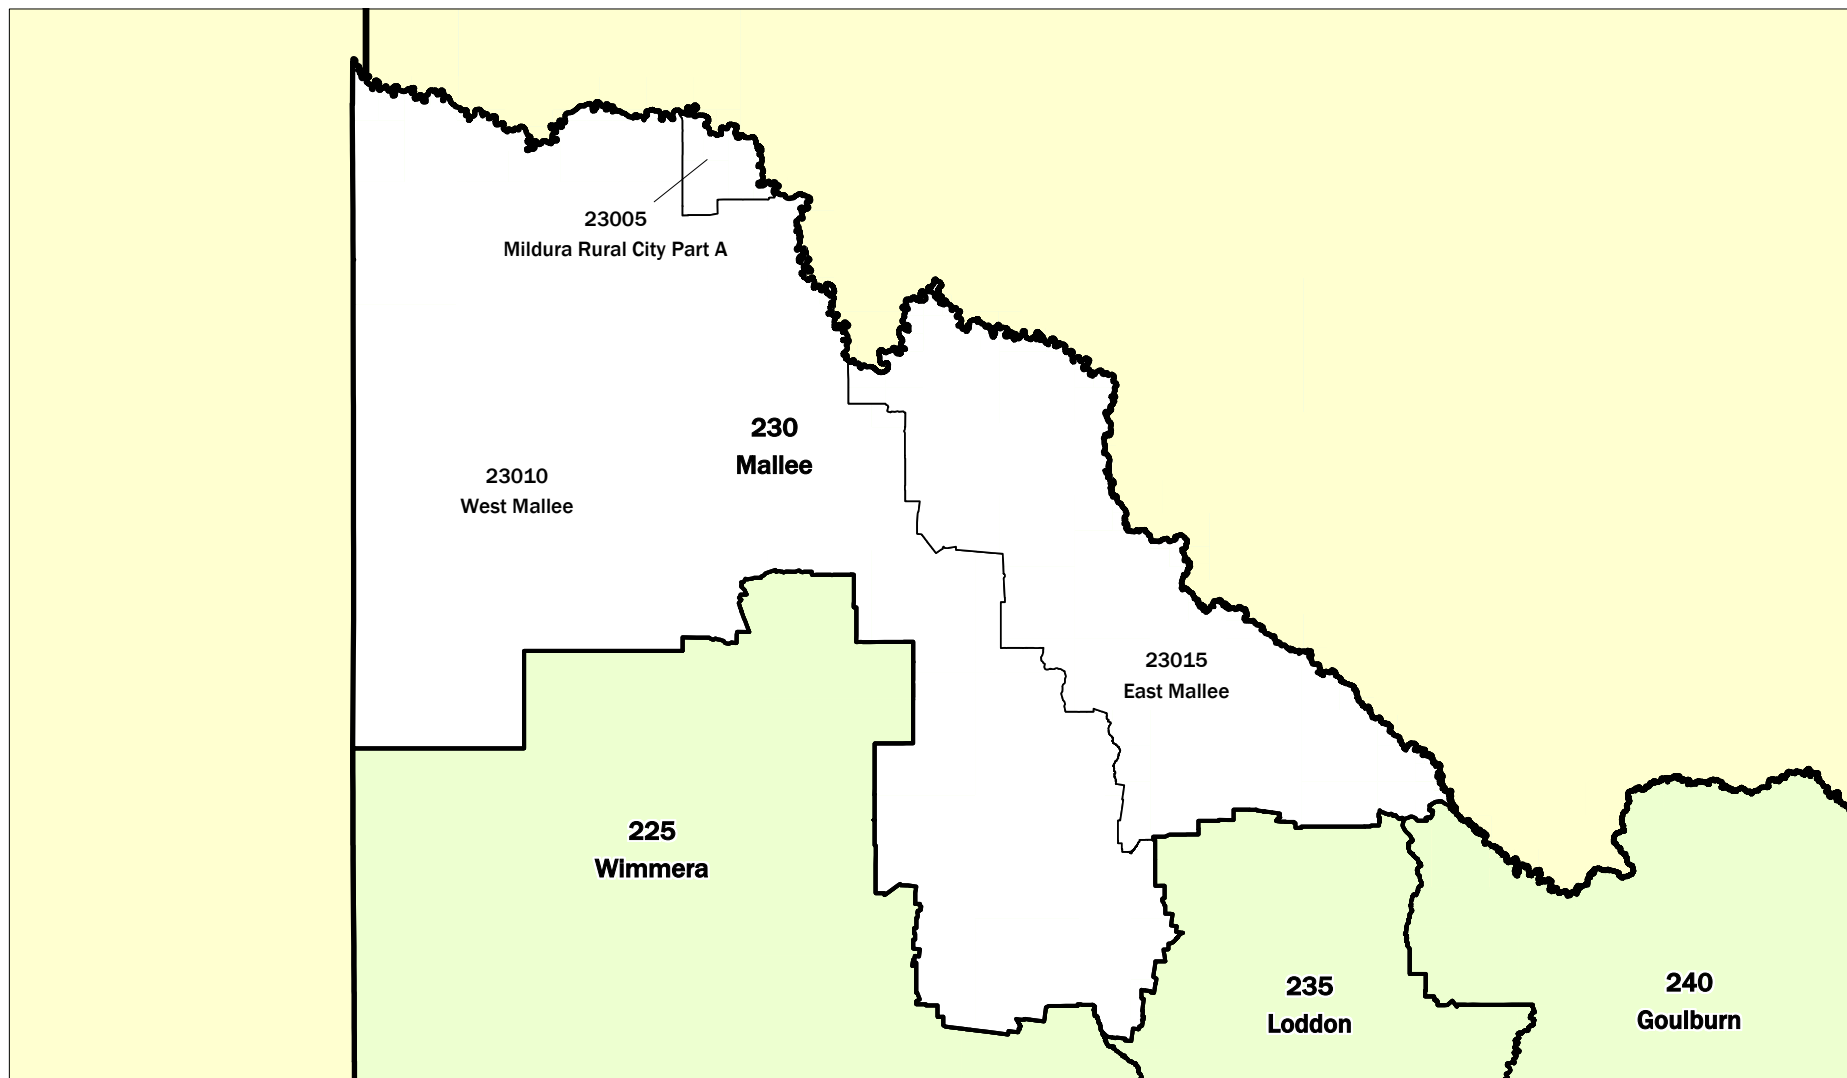 23005
Mildura Rural City Part A
230
Mallee
23010
West Mallee
23015
East Mallee
225
Wimmera
235
Loddon
240
Goulburn